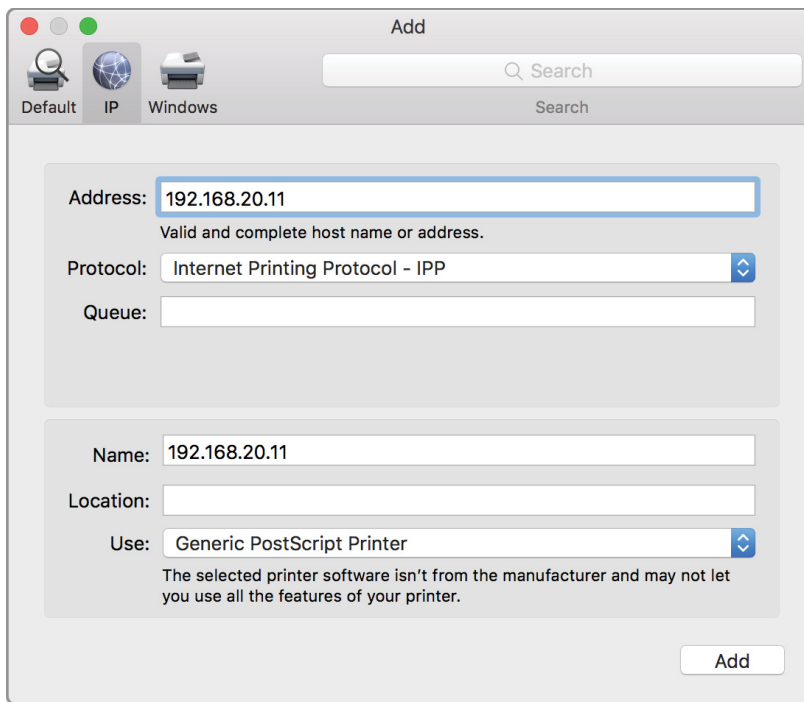 Add
Default IP Windows
Search
Search
Address: 192.168.20.11
Valid and complete host name or address.
Protocol: Internet Printing Protocol - IPP
Queue:
Name: 192.168.20.11
Location:
Use: Generic PostScript Printer
The selected printer software isn’t from the manufacturer and may not let
you use all the features of your printer.
Add